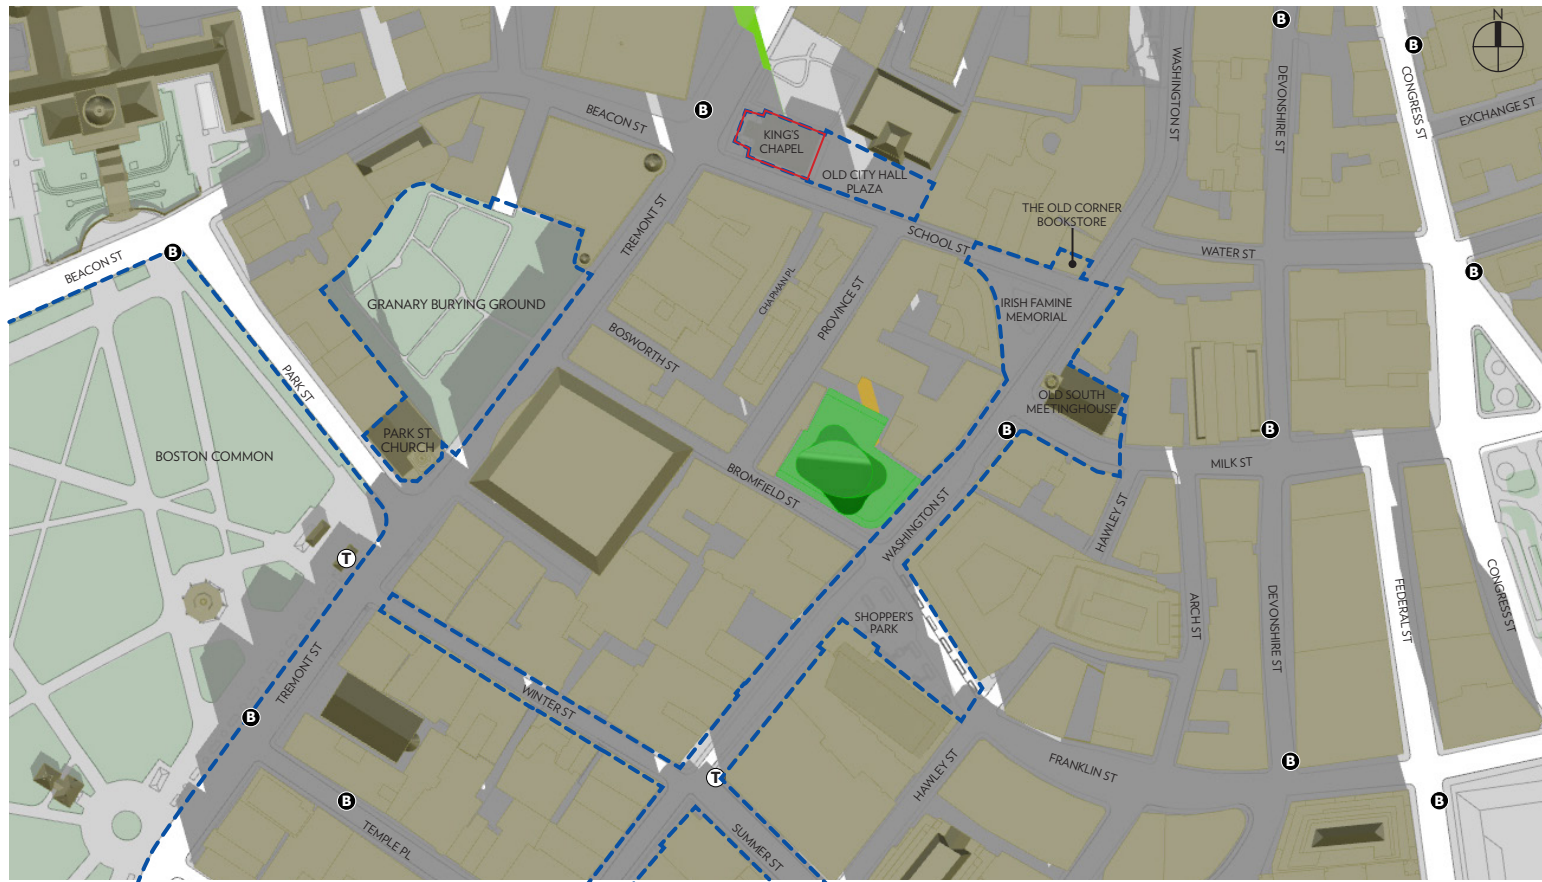 N
B
B
B
WASHINGTON ST
DEVONSHIRE ST
CONGRESS ST
EXCHANGE ST
BEACON ST
KING'S
CHAPEL
OLD CITY HALL
PLAZA
THE OLD CORNER
BOOKSTORE
TREMONT ST
SCHOOL ST
WATER ST
B
BEACON ST
B
CHAPMAN PL
GRANARY BURYING GROUND
PROVINCE ST
IRISH FAMINE
MEMORIAL
BOSWORTH ST
PARK ST
OLD SOUTH
MEETINGHOUSE
B
B
PARK ST
CHURCH
BOSTON COMMON
MILK ST
BROMFIELD ST
WASHINGTON ST
HAWLEY ST
T
SHOPPER'S
PARK
ARCH ST
DEVONSHIRE ST
FEDERAL ST
CONGRESS ST
TREMONT ST
WINTER ST
B
T
HAWLEY ST
FRANKLIN ST
B
B
B
TEMPLE PL
SUMMER ST